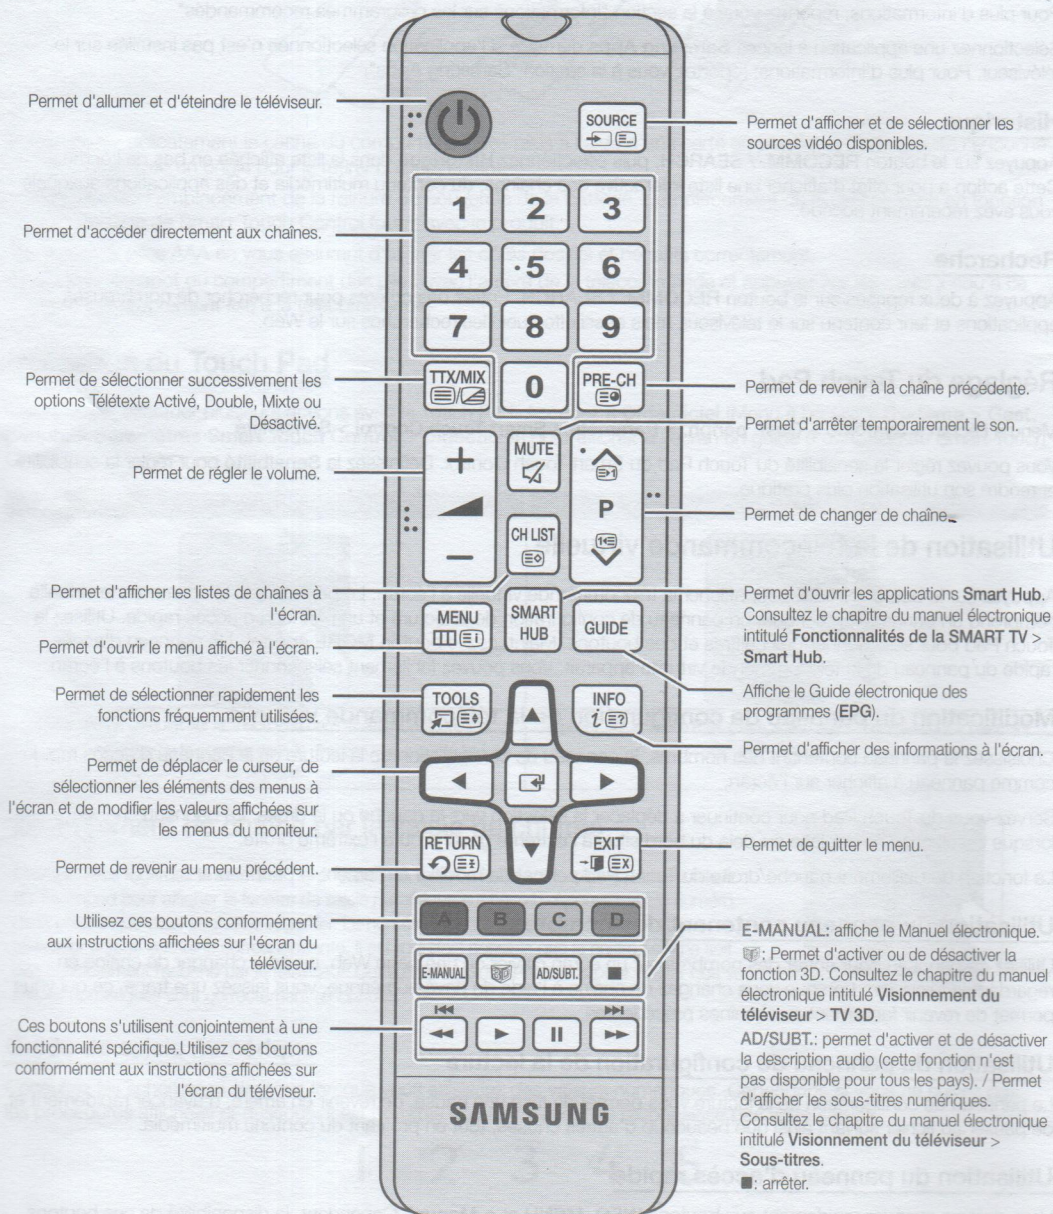 Permet d'allumer et d'éteindre le téléviseur.
SOURCE
Permet d'afficher et de sélectionner les
sources vidéo disponibles.
1 2 3
Permet d'accéder directement aux chaînes.
4 ·5 6
7 8 9
Permet de sélectionner successivement les
options Télétexte Activé, Double, Mixte ou
Désactivé.
TTX/MIX
0
PRE-CH
Permet de revenir à la chaîne précédente.
Permet d'arrêter temporairement le son.
Permet de régler le volume.
+
MUTE
P
Permet de changer de chaîne.
CH LIST
−
Permet d'afficher les listes de chaînes à
l'écran.
Permet d'ouvrir le menu affiché à l'écran.
MENU
SMART
HUB
GUIDE
Permet d'ouvrir les applications Smart Hub.
Consultez le chapitre du manuel électronique
intitulé Fonctionnalités de la SMART TV >
Smart Hub.
Permet de sélectionner rapidement les
fonctions fréquemment utilisées.
TOOLS
INFO
Affiche le Guide électronique des
programmes (EPG).
Permet d'afficher des informations à l'écran.
Permet de déplacer le curseur, de
sélectionner les éléments des menus à
l'écran et de modifier les valeurs affichées sur
les menus du moniteur.
RETURN
EXIT
Permet de quitter le menu.
Permet de revenir au menu précédent.
Utilisez ces boutons conformément
aux instructions affichées sur l'écran du
téléviseur.
A B C D
E-MANUAL
AD/SUBT.
E-MANUAL: affiche le Manuel électronique.
: Permet d'activer ou de désactiver la
fonction 3D. Consultez le chapitre du manuel
électronique intitulé Visionnement du
téléviseur > TV 3D.
AD/SUBT.: permet d'activer et de désactiver
la description audio (cette fonction n'est
pas disponible pour tous les pays). / Permet
d'afficher les sous-titres numériques.
Consultez le chapitre du manuel électronique
intitulé Visionnement du téléviseur >
Sous-titres.
■: arrêter.
Ces boutons s'utilisent conjointement à une
fonctionnalité spécifique.Utilisez ces boutons
conformément aux instructions affichées sur
l'écran du téléviseur.
SAMSUNG